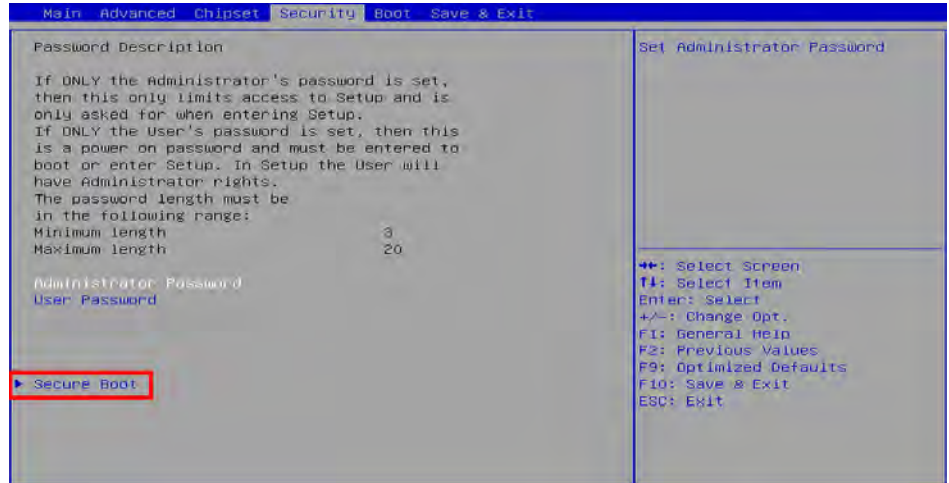 Main Advanced Chipset Security Boot Save & Exit
Password Description
If ONLY the Administrator's password is set,
then this only limits access to Setup and is
only asked for when entering Setup.
If ONLY the User's password is set, then this
is a power on password and must be entered to
boot or enter Setup. In Setup the User will
have Administrator rights.
The password length must be
in the following range:
Minimum length 3
Maximum length 20
Administrator Password
User Password
Secure Boot
Set Administrator Password
→←: Select Screen
↑↓: Select Item
Enter: Select
+/-: Change Opt.
F1: General Help
F2: Previous Values
F9: Optimized Defaults
F10: Save & Exit
ESC: Exit